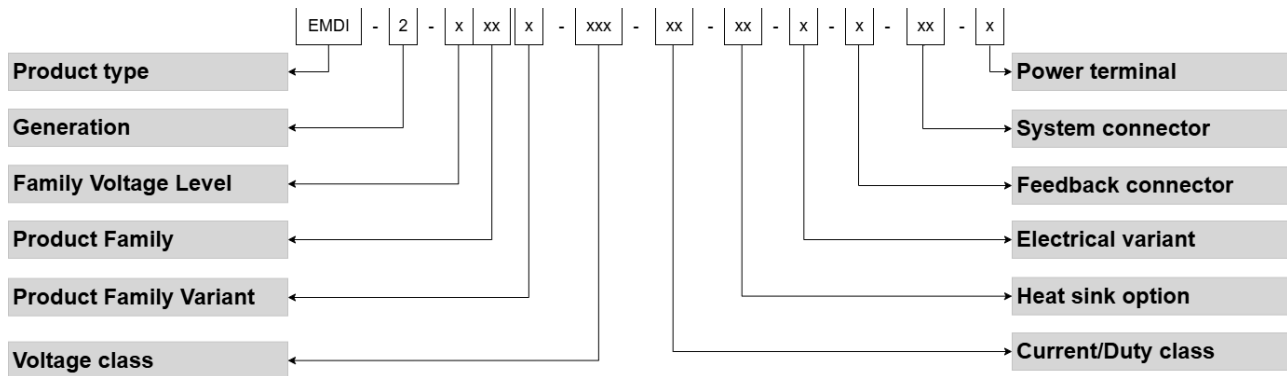 EMDI - 2 - x xx x - xxx - xx - xx - x - x - xx - x
Product type
Generation
Family Voltage Level
Product Family
Product Family Variant
Voltage class
Power terminal
System connector
Feedback connector
Electrical variant
Heat sink option
Current/Duty class